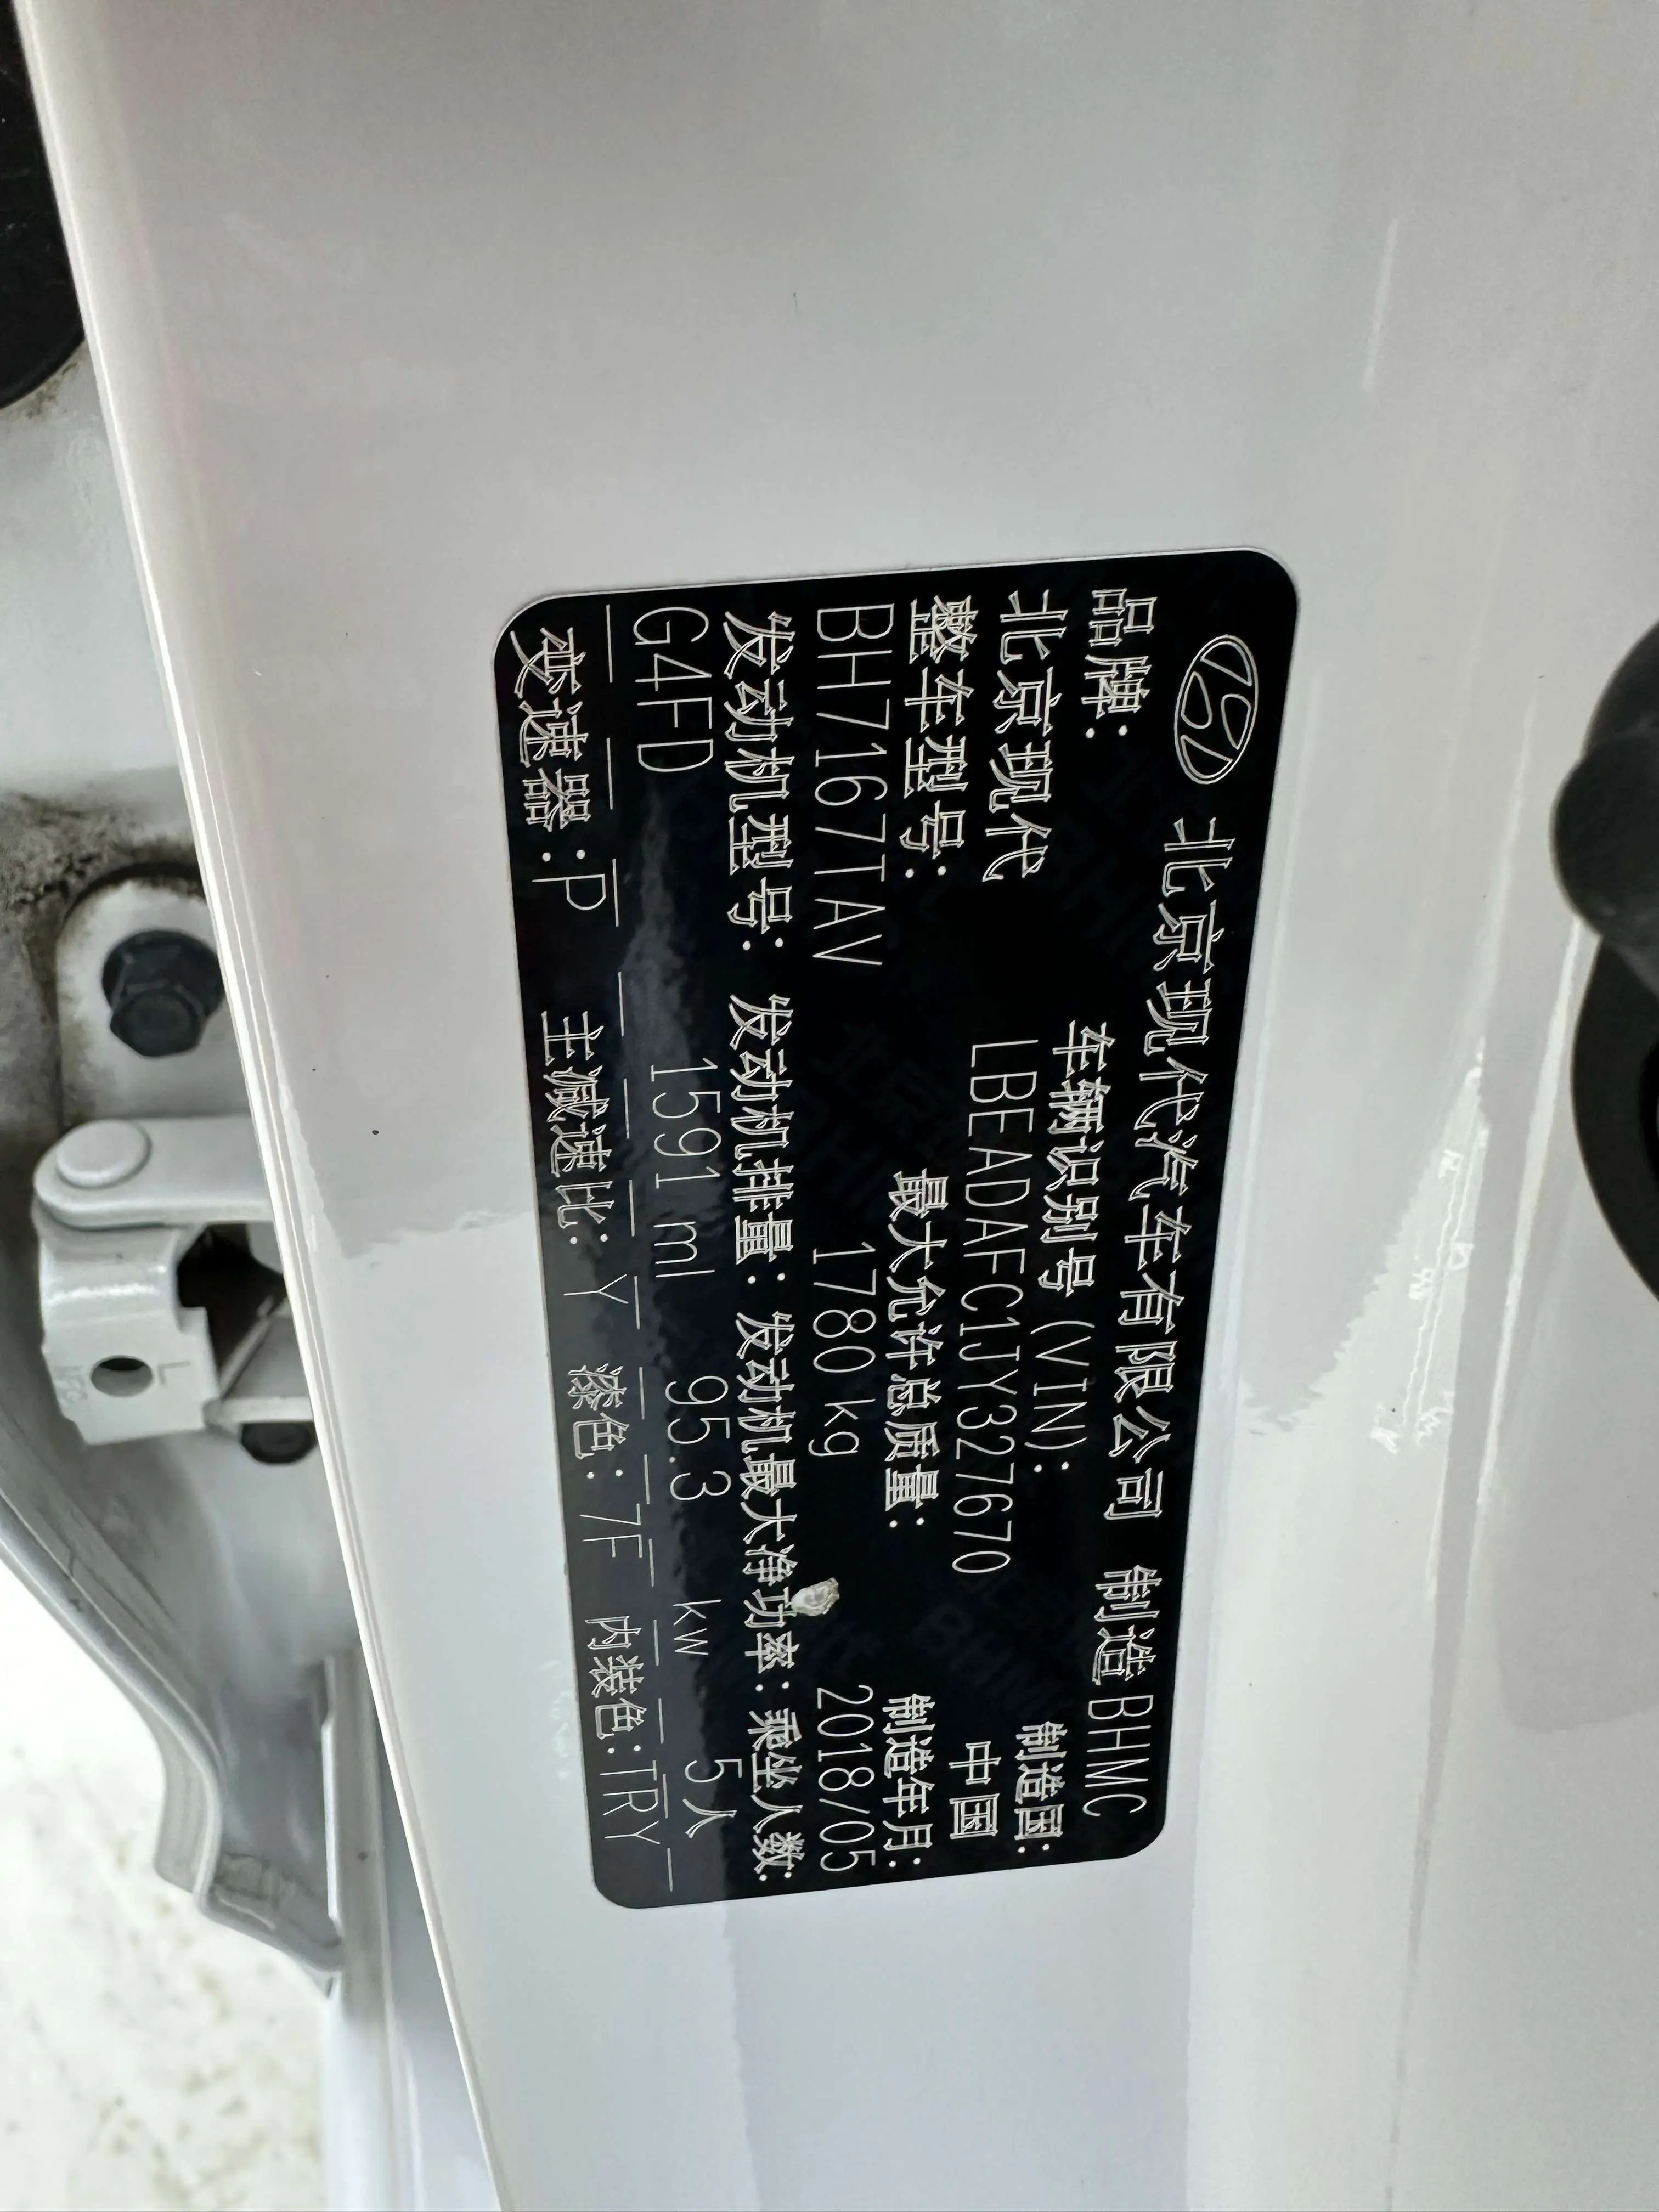 北京现代汽车有限公司 制造 BHMC
品牌: 车辆识别号 (VIN): 制造国:
北京现代 LBEADAFC1JY327670 中国
整车型号: 最大允许总质量: 制造年月:
BH7167TAV 1780 kg 2018/05
发动机型号: 发动机排量: 发动机最大净功率: 乘坐人数:
G4FD 1591 ml 95.3 kw 5人
变速器: P 主减速比: Y 漆色: 7F 内装色: TRY